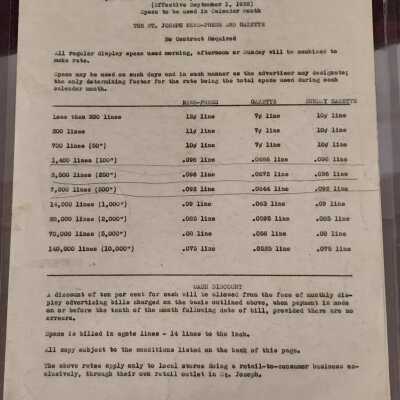 (Effective September 1, 1938)
Space to be used in Calendar month
THE ST. JOSEPH NEWS-PRESS AND GAZETTE
No Contract Required
All regular display space used morning, afternoon or Sunday will be combined to
make rate.
Space may be used on such days and in such manner as the advertiser may designate;
the only determining factor for the rate being the total space used during each
calendar month.
NEWS-PRESS GAZETTE SUNDAY GAZETTE
Less than 200 lines 12¢ line 7¢ line 10¢ line
200 lines 11¢ line 7¢ line 10¢ line
700 lines (50") 10¢ line 7¢ line 10¢ line
1,400 lines (100") line line line
3,500 lines (250") line line line
7,000 lines (500") .092 line line .092 line
14,000 lines (1,000") .09 line .063 line .09 line
28,000 lines (2,000") .085 line .0595 line .085 line
70,000 lines (5,000") .08 line .056 line .08 line
140,000 lines (10,000") .075 line .0525 line .075 line
CASH DISCOUNT
A discount of ten per cent for cash will be allowed from the face of monthly dis-
play advertising bills charged on the basis outlined above, when payment is made
on or before the tenth of the month following date of bill, provided there are no
arrears.
Space is billed in agate lines - 14 lines to the inch.
All copy subject to the conditions listed on the back of this page.
The above rates apply only to local stores doing a retail-to-consumer business ex-
clusively, through their own retail outlet in St. Joseph.